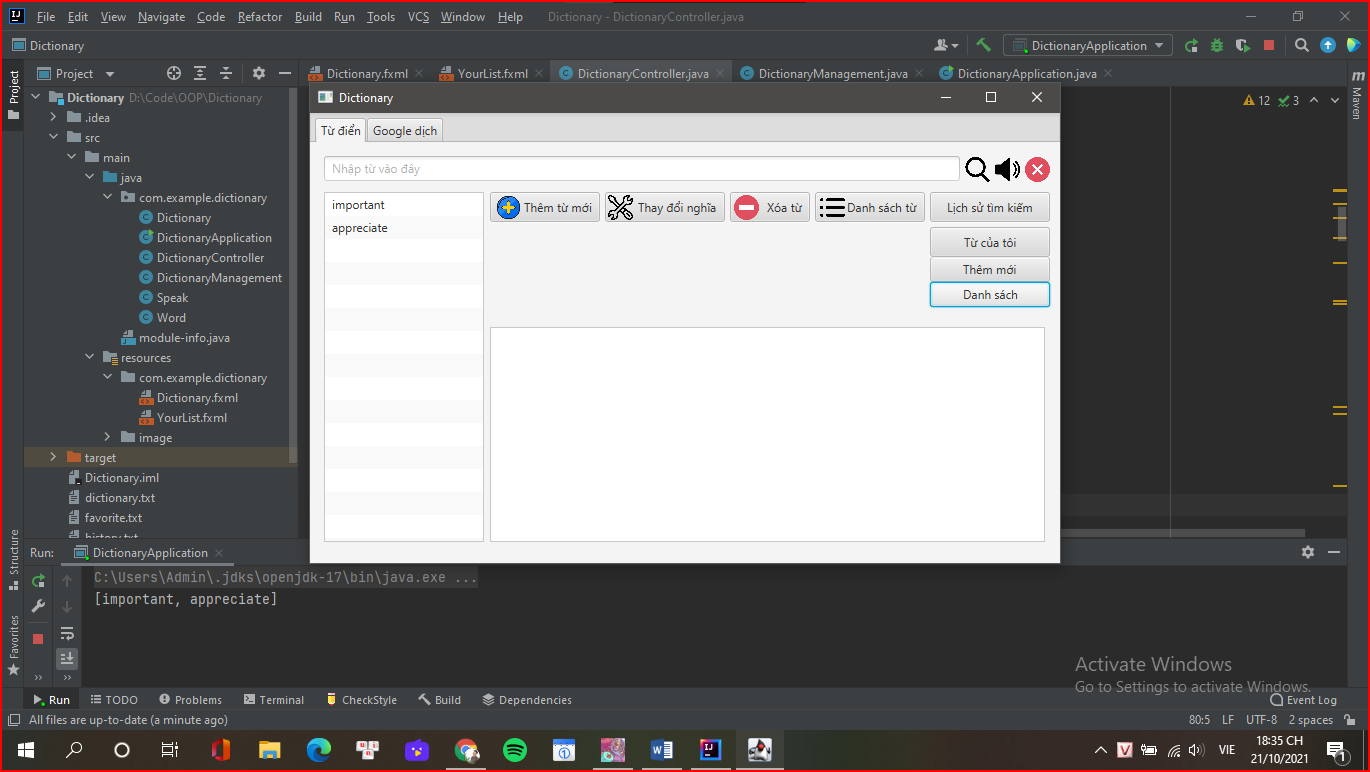 File Edit View Navigate Code Refactor Build Run Tools VCS Window Help Dictionary - DictionaryController.java
Dictionary DictionaryApplication
Project Dictionary.fxml YourList.fxml DictionaryController.java DictionaryManagement.java DictionaryApplication.java
Project
Structure
Favorites
Maven
12 3
Dictionary D:\Code\OOP\Dictionary
.idea
src
main
java
com.example.dictionary
Dictionary
DictionaryApplication
DictionaryController
DictionaryManagement
Speak
Word
module-info.java
resources
com.example.dictionary
Dictionary.fxml
YourList.fxml
image
target
Dictionary.iml
dictionary.txt
favorite.txt
history.txt
Dictionary
Từ điển Google dịch
Nhập từ vào đây
important
appreciate
Thêm từ mới Thay đổi nghĩa Xóa từ Danh sách từ Lịch sử tìm kiếm
Từ của tôi
Thêm mới
Danh sách
Run: DictionaryApplication
C:\Users\Admin\.jdks\openjdk-17\bin\java.exe ...
[important, appreciate]
Activate Windows
Go to Settings to activate Windows.
Run TODO Problems Terminal CheckStyle Build Dependencies Event Log
All files are up-to-date (a minute ago) 80:5 LF UTF-8 2 spaces
VIE 18:35 CH
21/10/2021